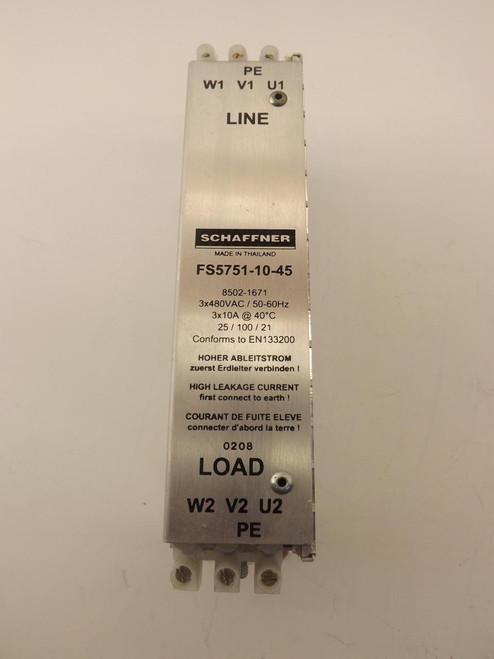 PE
W1 V1 U1
LINE
SCHAFFNER
MADE IN THAILAND
FS5751-10-45
8502-1671
3x480VAC / 50-60Hz
3x10A @ 40°C
25 / 100 / 21
Conforms to EN133200
HOHER ABLEITSTROM
zuerst Erdleiter verbinden !
HIGH LEAKAGE CURRENT
first connect to earth !
COURANT DE FUITE ELEVE
connecter d'abord la terre !
0208
LOAD
W2 V2 U2
PE